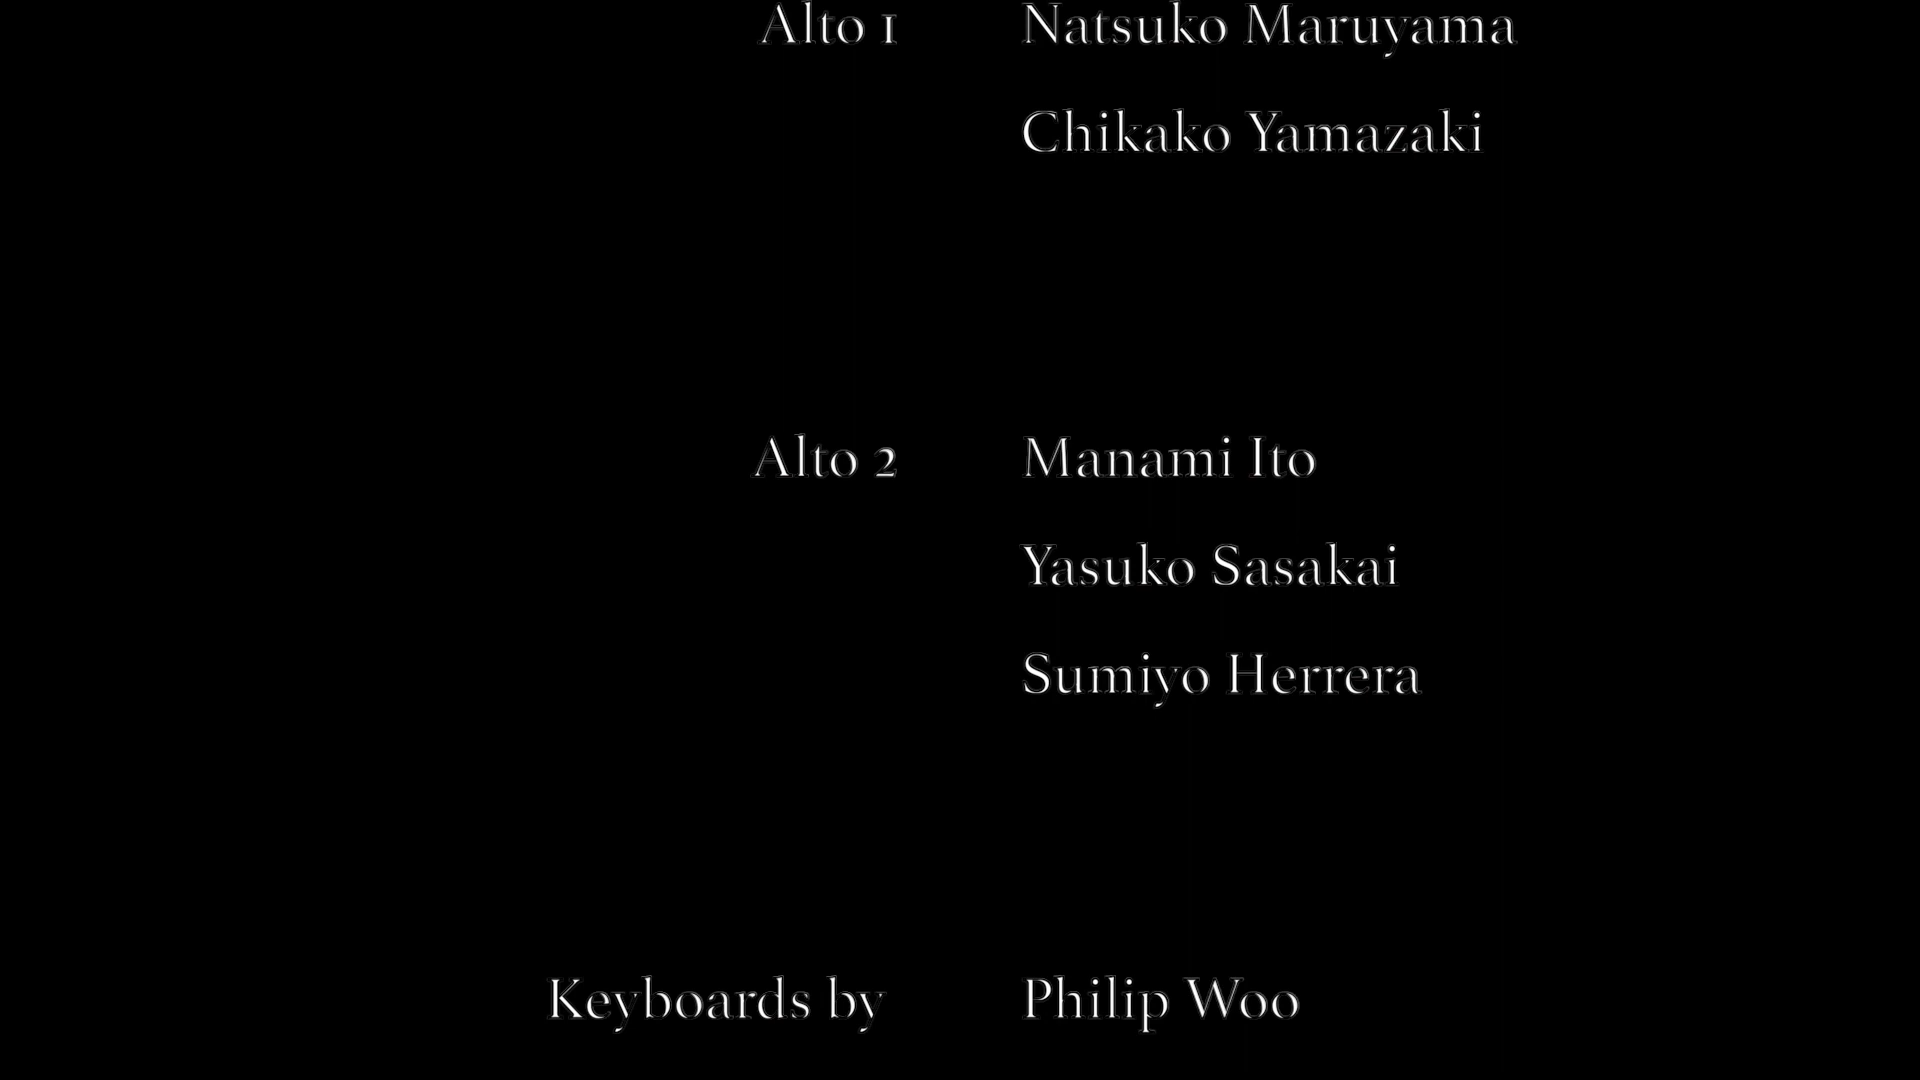 Alto 1 Natsuko Maruyama
Chikako Yamazaki
Alto 2 Manami Ito
Yasuko Sasakai
Sumiyo Herrera
Keyboards by Philip Woo